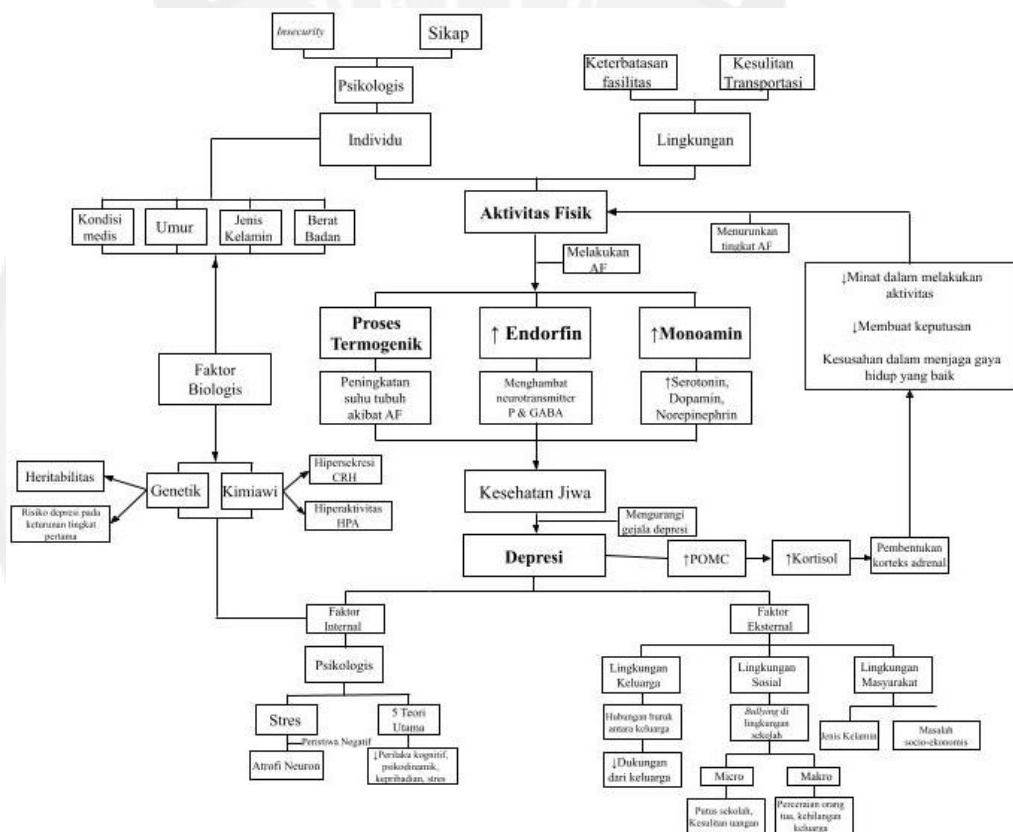 Insecurity
Sikap
Keterbatasan
fasilitas
Kesulitan
Transportasi
Psikologis
Individu
Lingkungan
Kondisi
medis
Umur
Jenis
Kelamin
Berat
Badan
Aktivitas Fisik
Menurunkan
tingkat AF
Melakukan
AF
↓Minat dalam melakukan
aktivitas
↓Membuat keputusan
Kesusahan dalam menjaga gaya
hidup yang baik
Proses
Termogenik
↑ Endorfin
↑Monoamin
Faktor
Biologis
Peningkatan
suhu tubuh
akibat AF
Menghambat
neurotransmitter
P & GABA
↑Serotonin,
Dopamin,
Norepinephrin
Heritabilitas
Genetik
Kimiawi
Hipersekresi
CRH
Hiperaktivitas
HPA
Risiko depresi pada
keturunan tingkat
pertama
Kesehatan Jiwa
Mengurangi
gejala depresi
Depresi
↑POMC
↑Kortisol
Pembentukan
korteks adrenal
Faktor
Internal
Faktor
Eksternal
Psikologis
Lingkungan
Keluarga
Lingkungan
Sosial
Lingkungan
Masyarakat
Stres
5 Teori
Utama
Hubungan buruk
antara keluarga
Bullying di
lingkungan
sekolah
Jenis Kelamin
Masalah
socio-ekonomis
Peristiwa Negatif
Atrofi Neuron
↓Perilaku kognitif,
psikodinamik,
kepribadian, stres
↓Dukungan
dari keluarga
Micro
Makro
Putus sekolah,
Kesulitan uangan
Perceraian orang
tua, kehilangan
keluarga